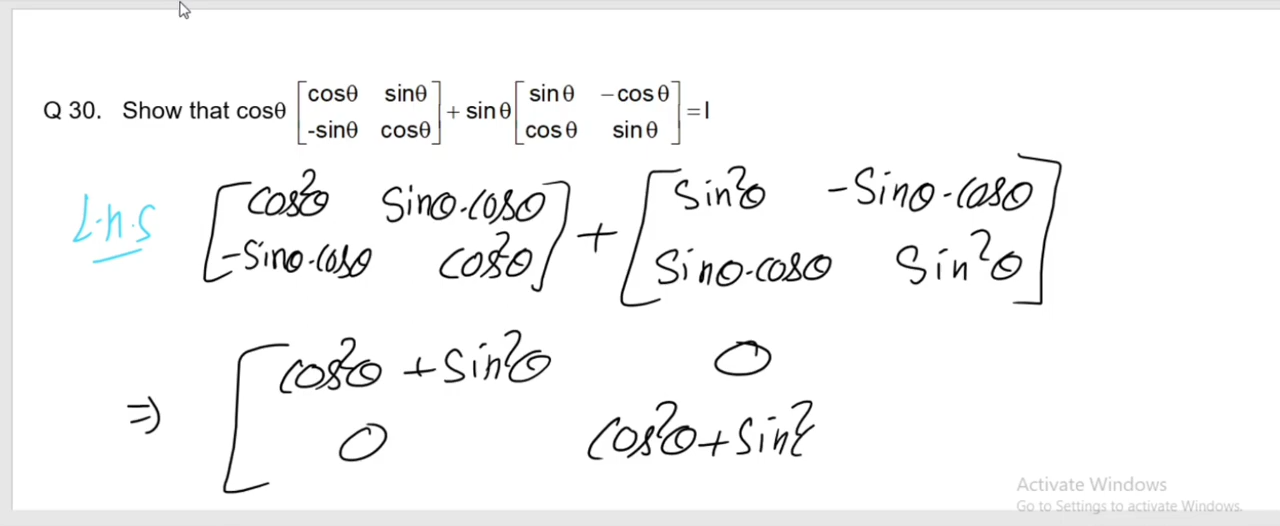 Q 30. Show that cosθ [cosθ sinθ -sinθ cosθ] + sinθ [sinθ -cosθ cosθ sinθ] = I
L.H.S [cos²θ Sinθ.cosθ] + [Sin²θ -Sinθ.cosθ]
[-Sinθ.cosθ cos²θ] [Sinθ.cosθ Sin²θ]
⇒ [cos²θ + Sin²θ 0
0 cos²θ + Sin²
Activate Windows
Go to Settings to activate Windows.